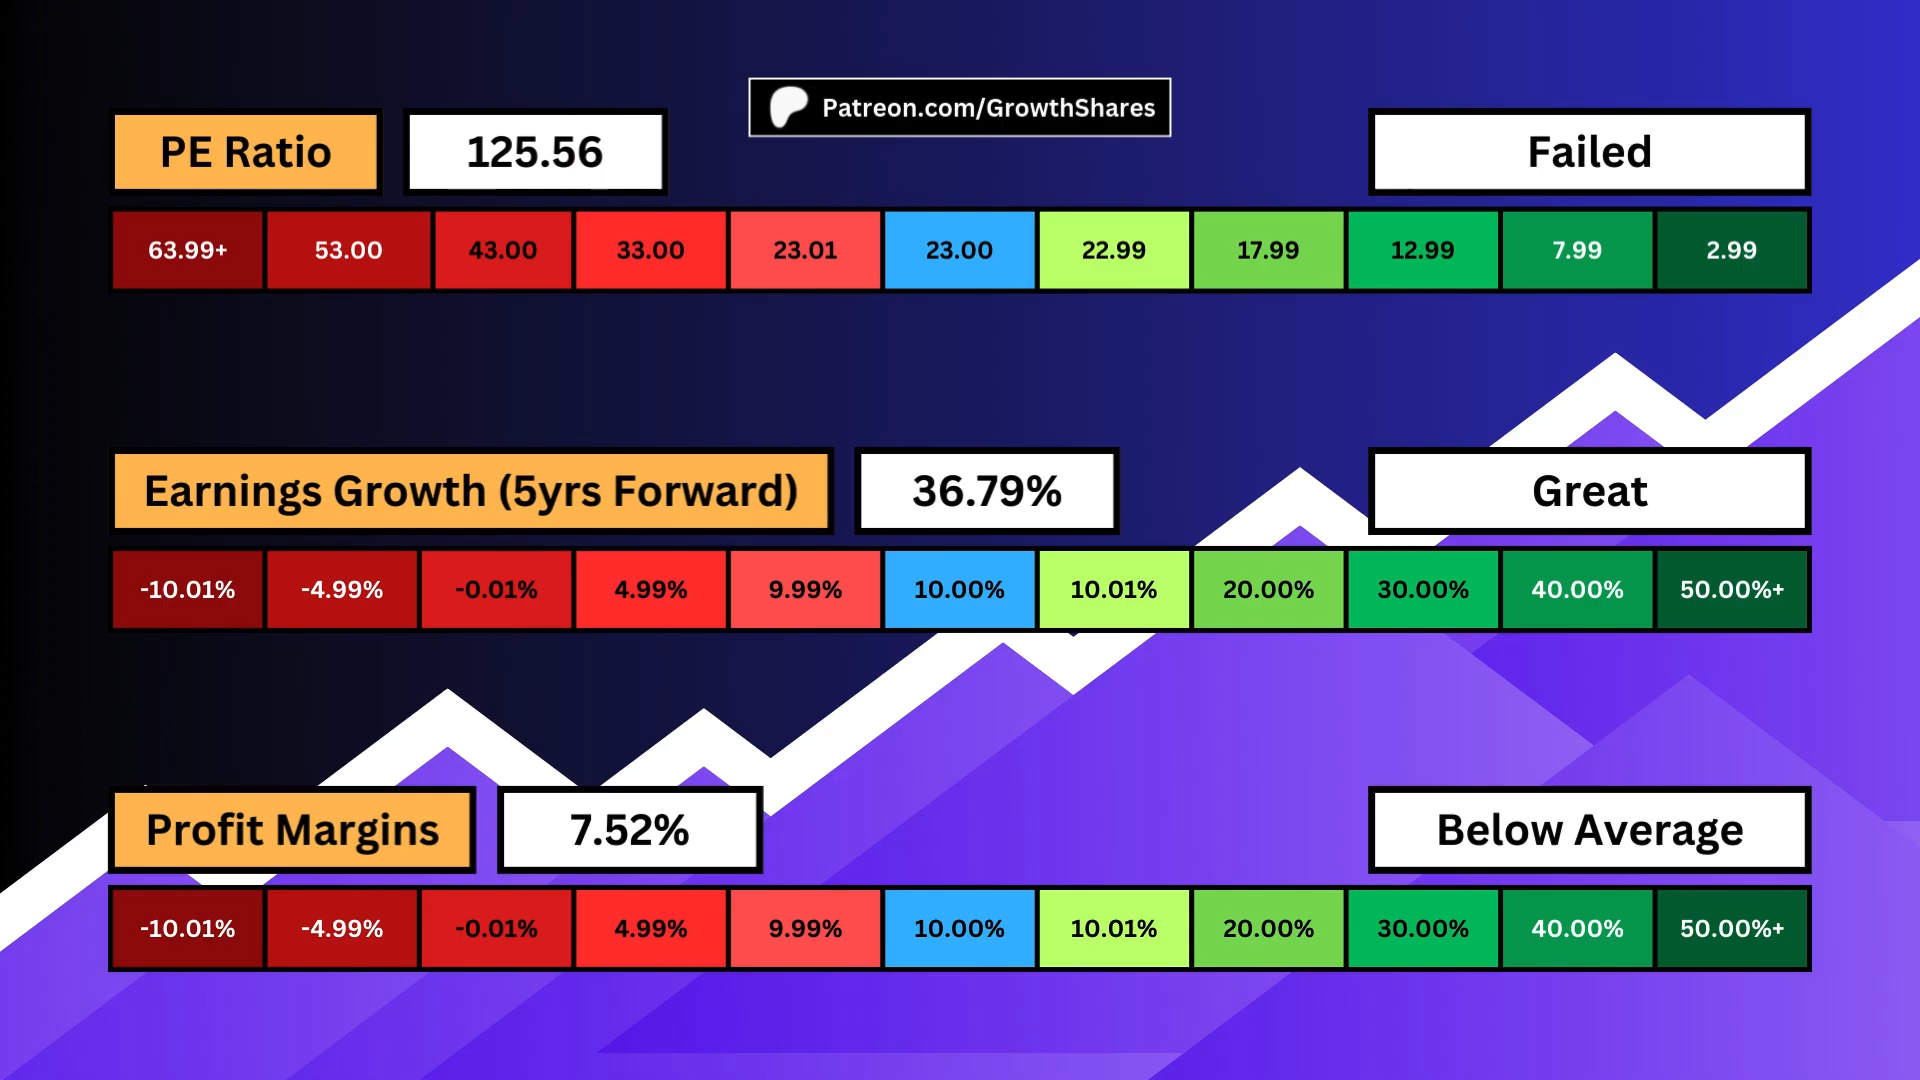 Patreon.com/GrowthShares
PE Ratio 125.56 Failed
63.99+ 53.00 43.00 33.00 23.01 23.00 22.99 17.99 12.99 7.99 2.99
Earnings Growth (5yrs Forward) 36.79% Great
-10.01% -4.99% -0.01% 4.99% 9.99% 10.00% 10.01% 20.00% 30.00% 40.00% 50.00%+
Profit Margins 7.52% Below Average
-10.01% -4.99% -0.01% 4.99% 9.99% 10.00% 10.01% 20.00% 30.00% 40.00% 50.00%+